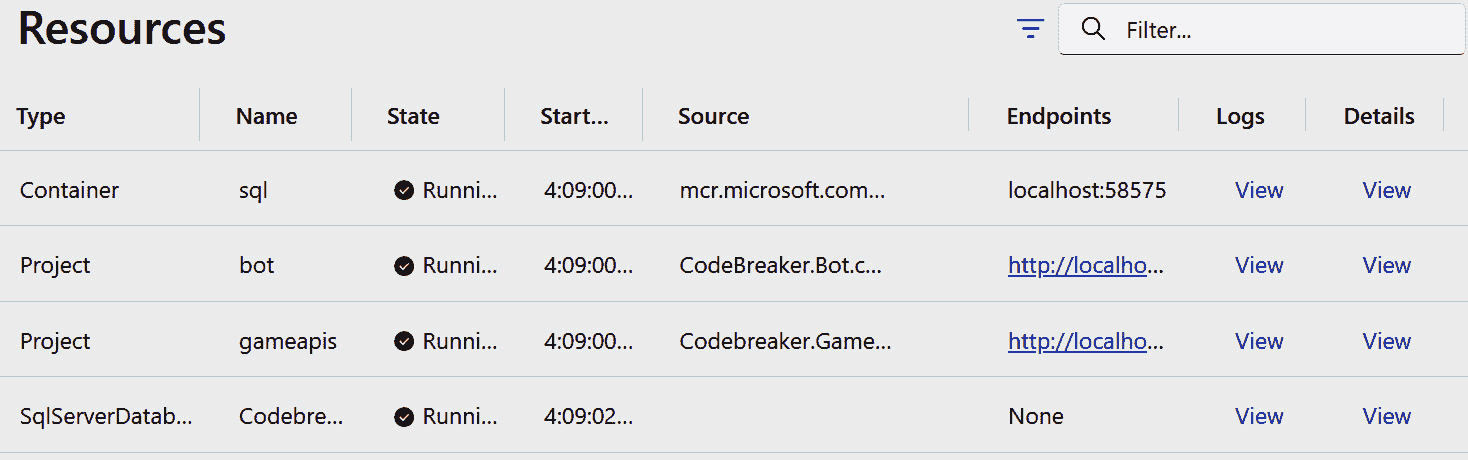 Resources
Filter...
Type Name State Start... Source Endpoints Logs Details
Container sql Runni... 4:09:00... mcr.microsoft.com... localhost:58575 View View
Project bot Runni... 4:09:00... CodeBreaker.Bot.c... http://localho... View View
Project gameapis Runni... 4:09:00... Codebreaker.Game... http://localho... View View
SqlServerDatab... Codebre... Runni... 4:09:02... None View View